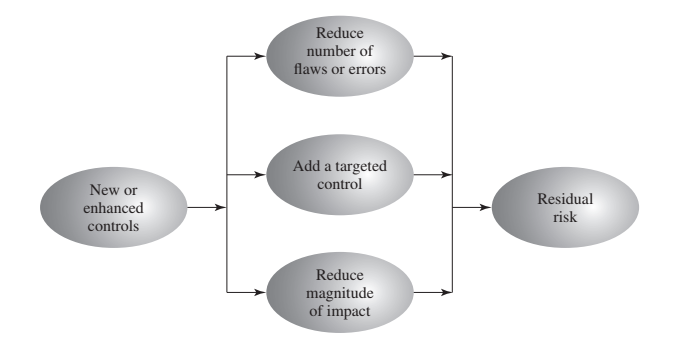 New or
enhanced
controls
Reduce
number of
flaws or errors
Add a targeted
control
Reduce
magnitude
of impact
Residual
risk